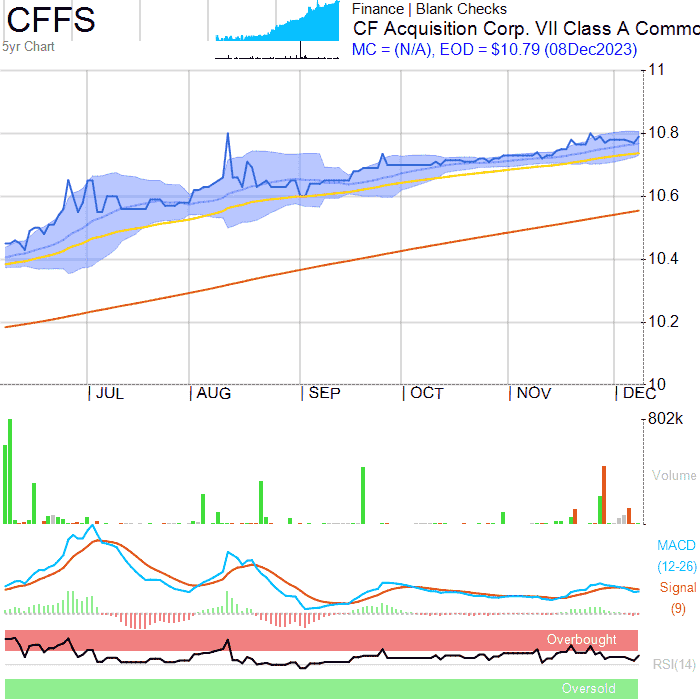 CFFS
5yr Chart
Finance | Blank Checks
CF Acquisition Corp. VII Class A Commo
MC = (N/A), EOD = $10.79 (08Dec2023)
11
10.8
10.6
10.4
10.2
10
JUL AUG SEP OCT NOV DEC
802k
Volume
MACD
(12-26)
Signal
(9)
Overbought
RSI(14)
Oversold